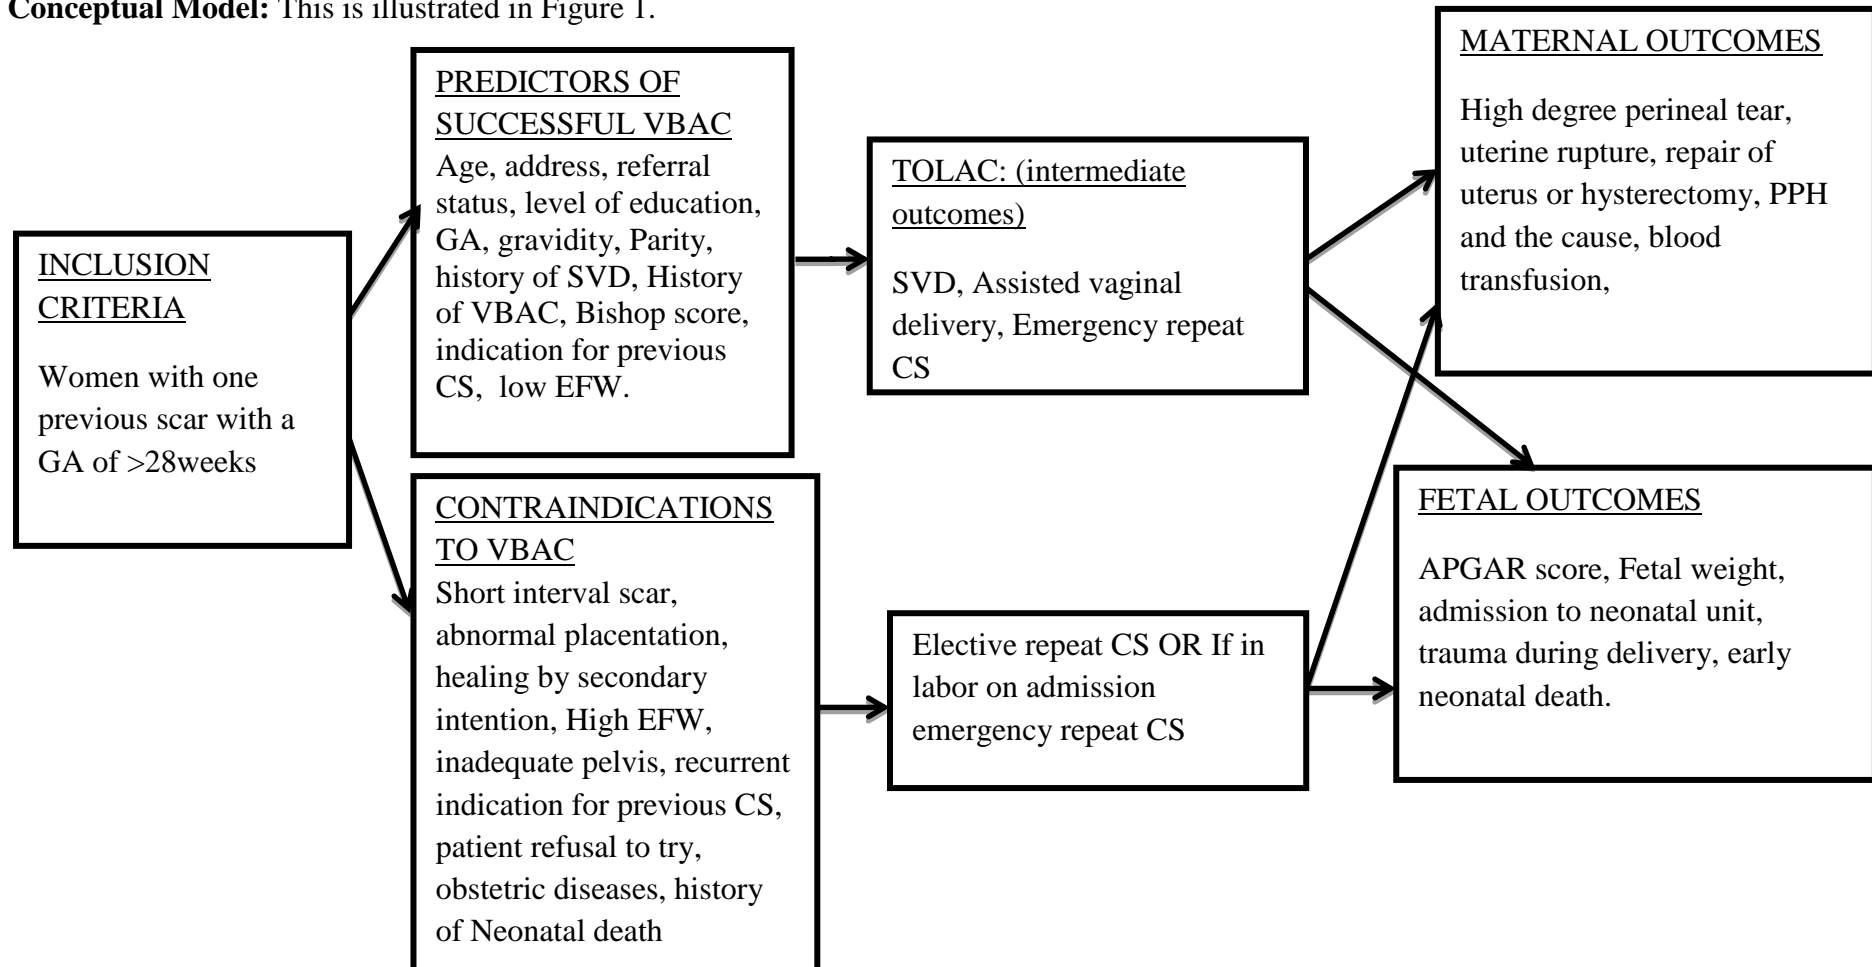 Conceptual Model: This is illustrated in Figure 1.
INCLUSION
CRITERIA
Women with one
previous scar with a
GA of >28weeks
PREDICTORS OF
SUCCESSFUL VBAC
Age, address, referral
status, level of education,
GA, gravidity, Parity,
history of SVD, History
of VBAC, Bishop score,
indication for previous
CS, low EFW.
CONTRAINDICATIONS
TO VBAC
Short interval scar,
abnormal placentation,
healing by secondary
intention, High EFW,
inadequate pelvis, recurrent
indication for previous CS,
patient refusal to try,
obstetric diseases, history
of Neonatal death
TOLAC: (intermediate
outcomes)
SVD, Assisted vaginal
delivery, Emergency repeat
CS
Elective repeat CS OR If in
labor on admission
emergency repeat CS
MATERNAL OUTCOMES
High degree perineal tear,
uterine rupture, repair of
uterus or hysterectomy, PPH
and the cause, blood
transfusion,
FETAL OUTCOMES
APGAR score, Fetal weight,
admission to neonatal unit,
trauma during delivery, early
neonatal death.